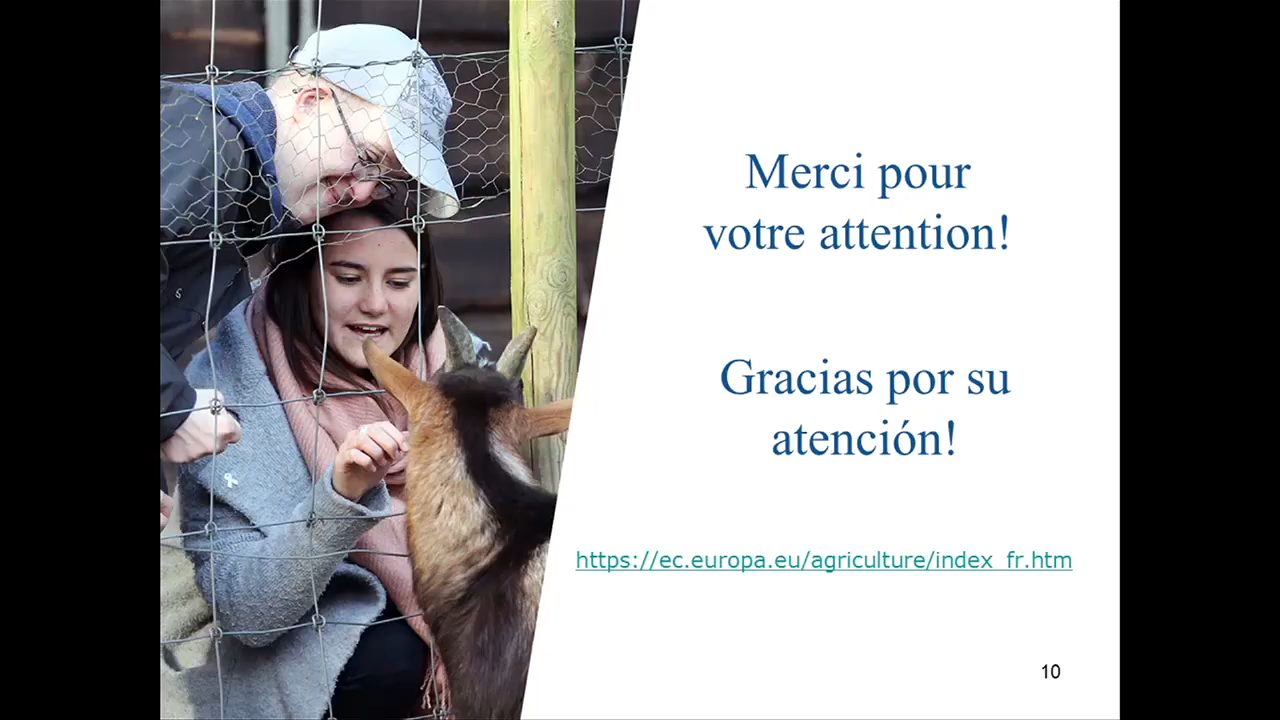 Merci pour
votre attention!
Gracias por su
atención!
https://ec.europa.eu/agriculture/index_fr.htm
10